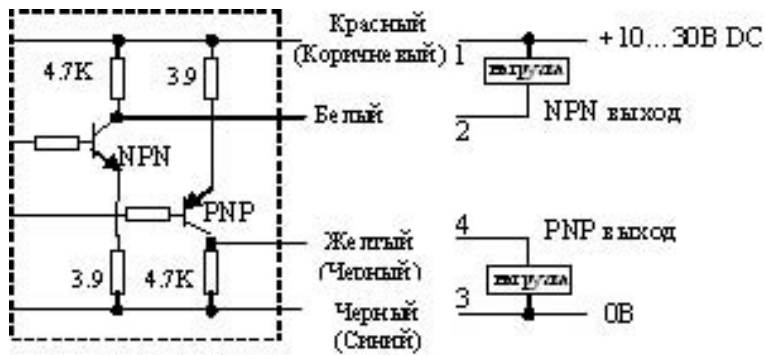 Красный
(Коричневый) 1
+10...30В DC
4.7K
3.9
нагрузка
Белый
2
NPN выход
NPN
PNP
4
PNP выход
Желтый
(Черный)
нагрузка
3.9
4.7K
3
Черный
(Синий)
0В